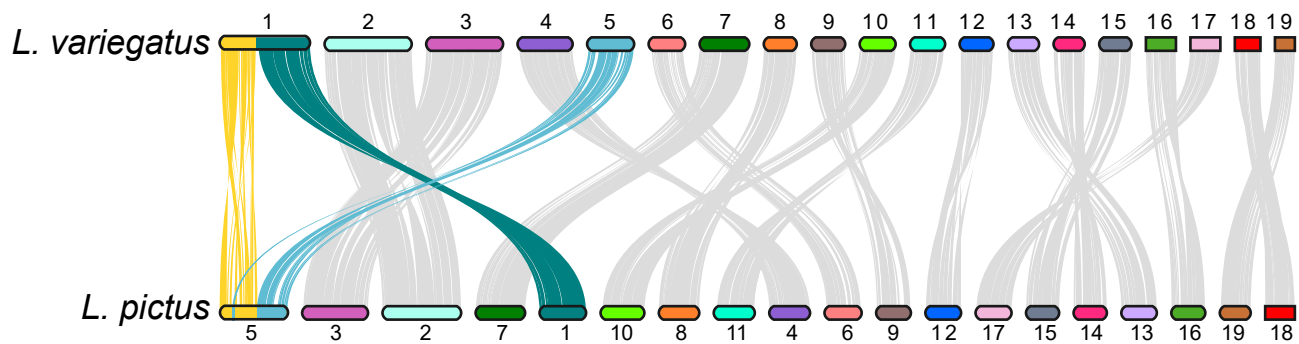 1 2 3 4 5 6 7 8 9 10 11 12 13 14 15 16 17 18 19
L. variegatus
L. pictus
5 3 2 7 1 10 8 11 4 6 9 12 17 15 14 13 16 19 18